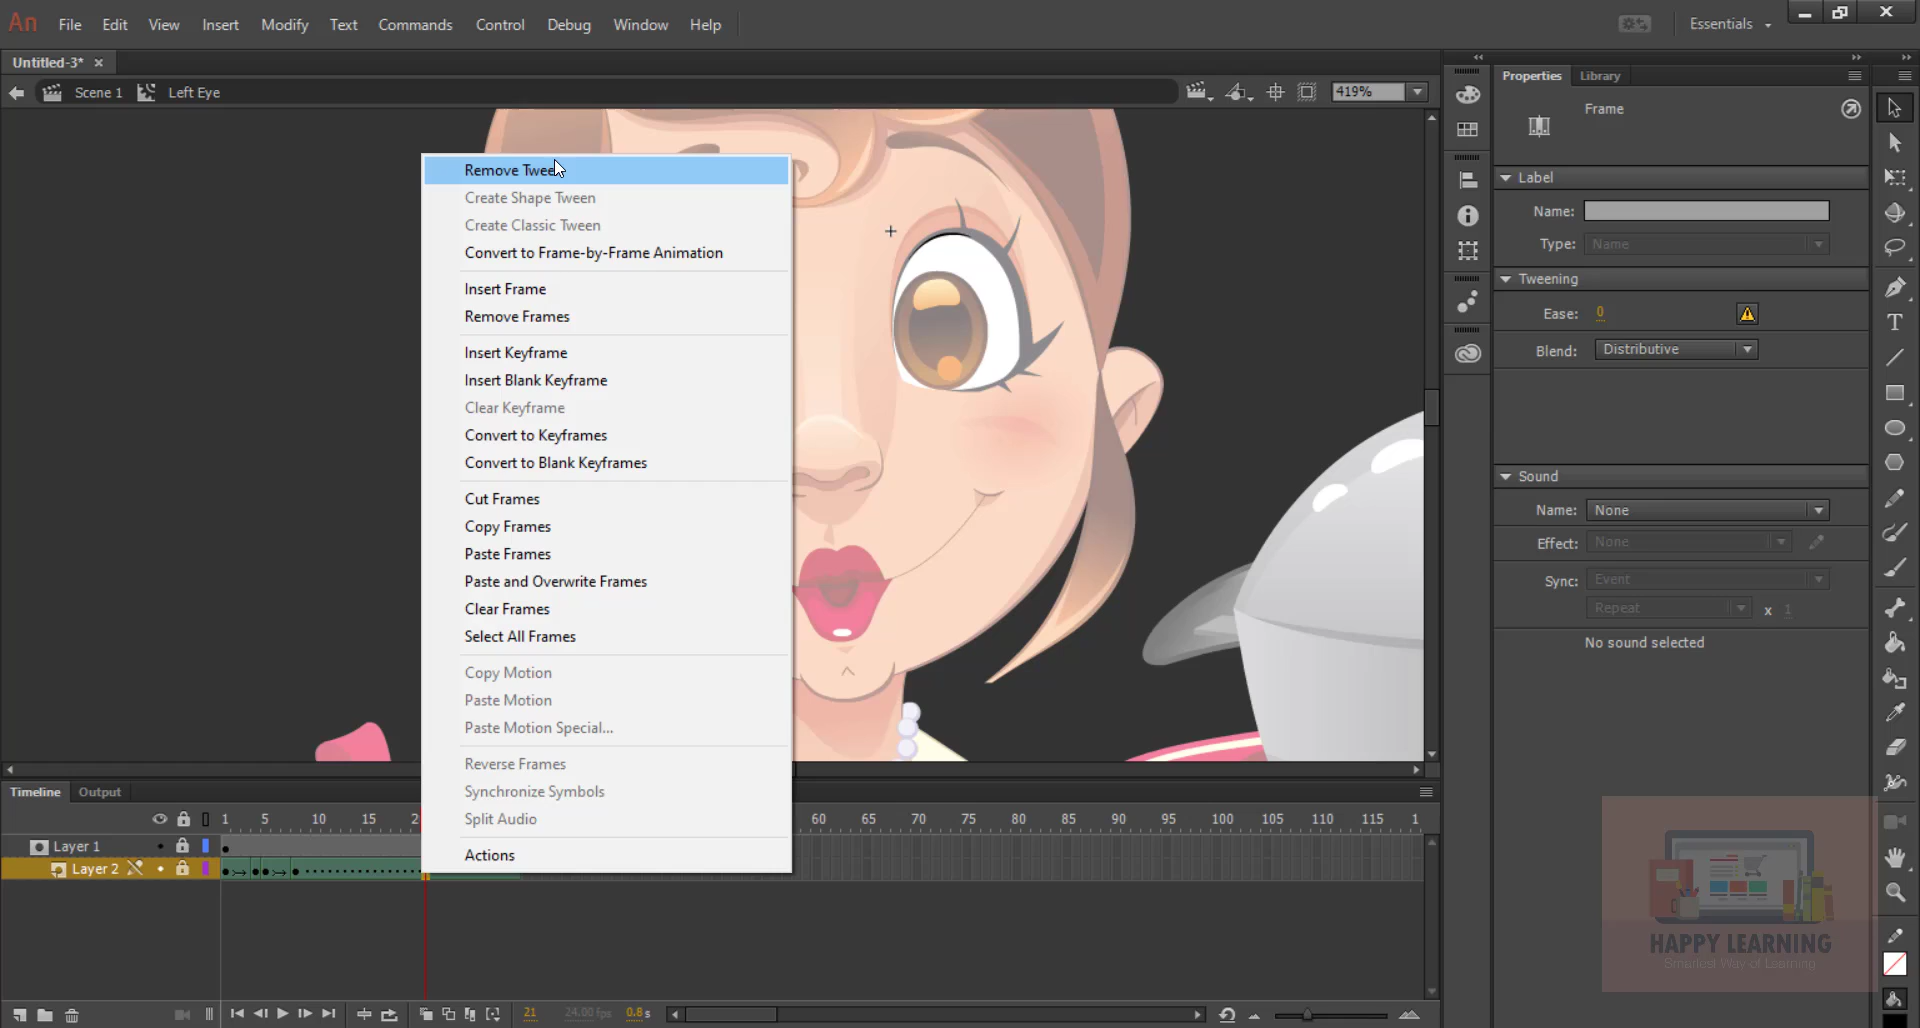 An File Edit View Insert Modify Text Commands Control Debug Window Help Essentials
Untitled-3* ×
Scene 1 Left Eye 419%
Properties Library
Frame
Label
Name:
Type: Name
Tweening
Ease: 0
Blend: Distributive
Sound
Name: None
Effect: None
Sync: Event
Repeat x 1
No sound selected
Remove Twee
Create Shape Tween
Create Classic Tween
Convert to Frame-by-Frame Animation
Insert Frame
Remove Frames
Insert Keyframe
Insert Blank Keyframe
Clear Keyframe
Convert to Keyframes
Convert to Blank Keyframes
Cut Frames
Copy Frames
Paste Frames
Paste and Overwrite Frames
Clear Frames
Select All Frames
Copy Motion
Paste Motion
Paste Motion Special...
Reverse Frames
Synchronize Symbols
Split Audio
Actions
Timeline Output
1 5 10 15 2 60 65 70 75 80 85 90 95 100 105 110 115 1
Layer 1
Layer 2
21 24.00 fps 0.8 s
HAPPY LEARNING
Smartest Way of Learning